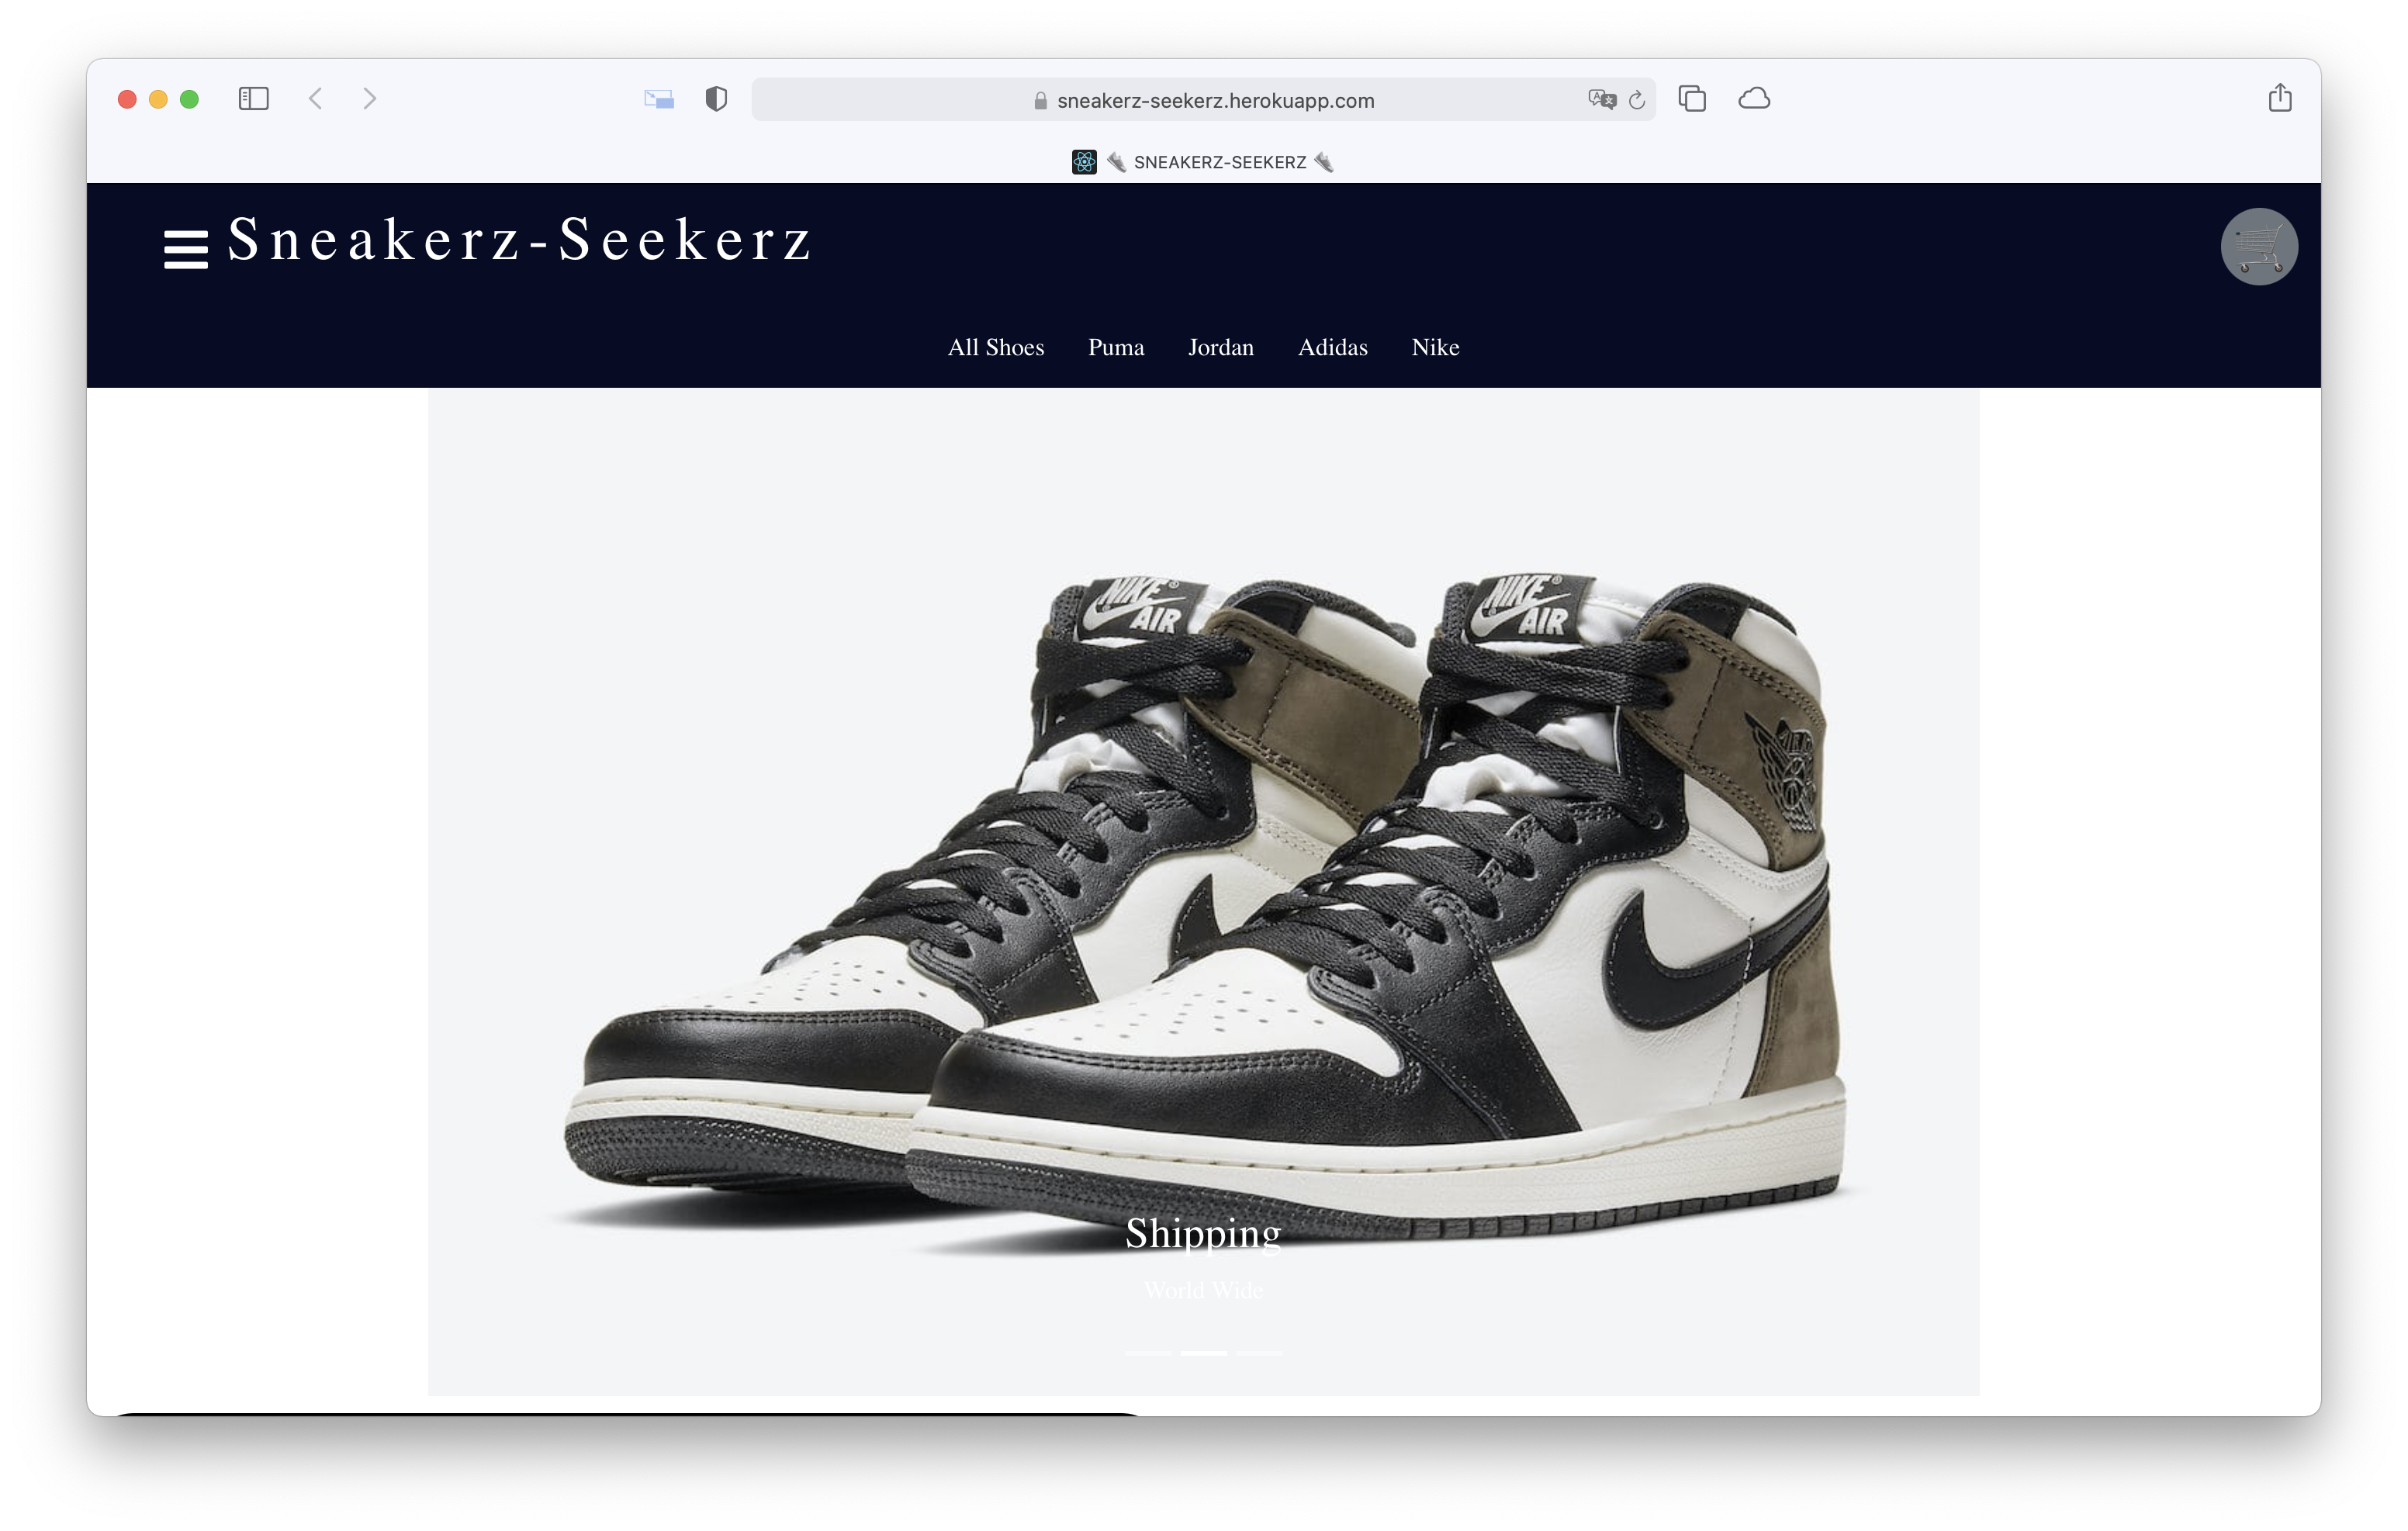 sneakerz-seekerz.herokuapp.com
SNEAKERZ-SEEKERZ
Sneakerz-Seekerz
All Shoes Puma Jordan Adidas Nike
NIKE AIR
NIKE AIR
Shipping
World Wide